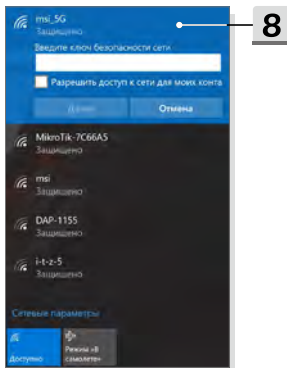 msi_5G
8
Защищено
Введите ключ безопасности сети
Разрешить доступ к сети для моих конта
Далее
Отмена
MikroTik-7C66A5
Защищено
msi
Защищено
DAP-1155
Защищено
i-t-z-5
Защищено
Сетевые параметры
Доступно
Режим «В
самолете»